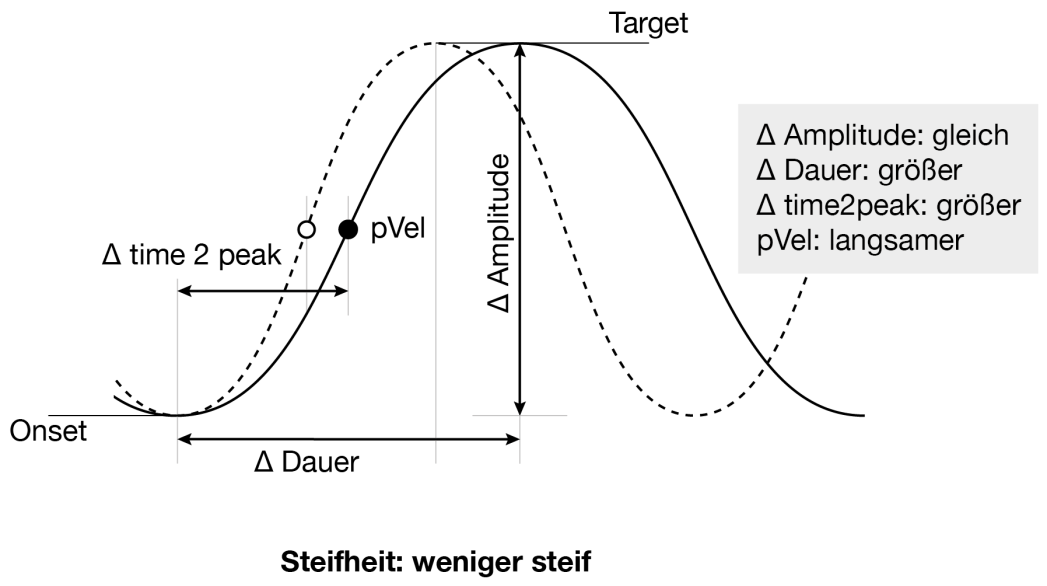 Target
Δ Amplitude: gleich
Δ Dauer: größer
Δ time2peak: größer
pVel: langsamer
pVel
Δ time 2 peak
Δ Amplitude
Onset
Δ Dauer
Steifheit: weniger steif